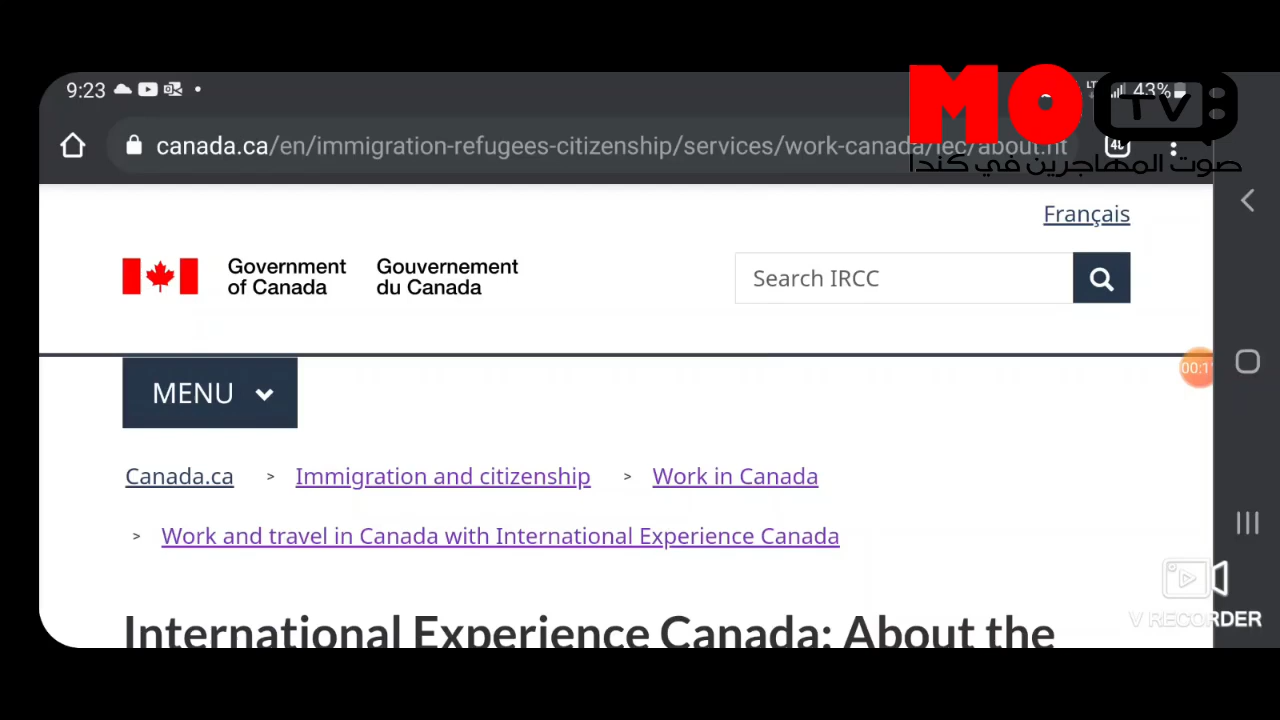 9:23
43%
MO TV
صوت المهاجرين في كندا
canada.ca/en/immigration-refugees-citizenship/services/work-canada/iec/about.ht
Français
Government of Canada
Gouvernement du Canada
Search IRCC
MENU
Canada.ca > Immigration and citizenship > Work in Canada
> Work and travel in Canada with International Experience Canada
International Experience Canada: About the
V RECORDER